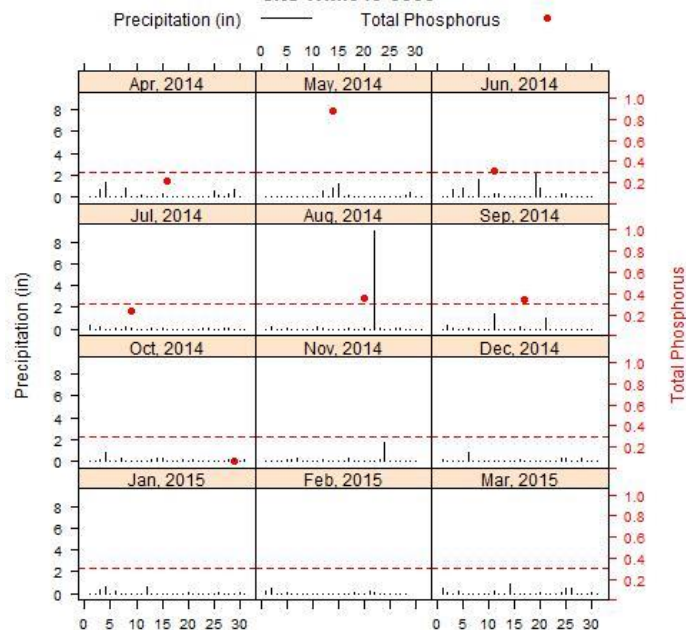 Precipitation (in) Total Phosphorus
0 5 10 15 20 25 30
Apr, 2014 May, 2014 Jun, 2014
8 6 4 2 0
1.0 0.8 0.6 0.4 0.2
Jul, 2014 Aug, 2014 Sep, 2014
8 6 4 2 0
1.0 0.8 0.6 0.4 0.2
Oct, 2014 Nov, 2014 Dec, 2014
8 6 4 2 0
1.0 0.8 0.6 0.4 0.2
Jan, 2015 Feb, 2015 Mar, 2015
8 6 4 2 0
1.0 0.8 0.6 0.4 0.2
0 5 10 15 20 25 30 0 5 10 15 20 25 30
Precipitation (in)
Total Phosphorus